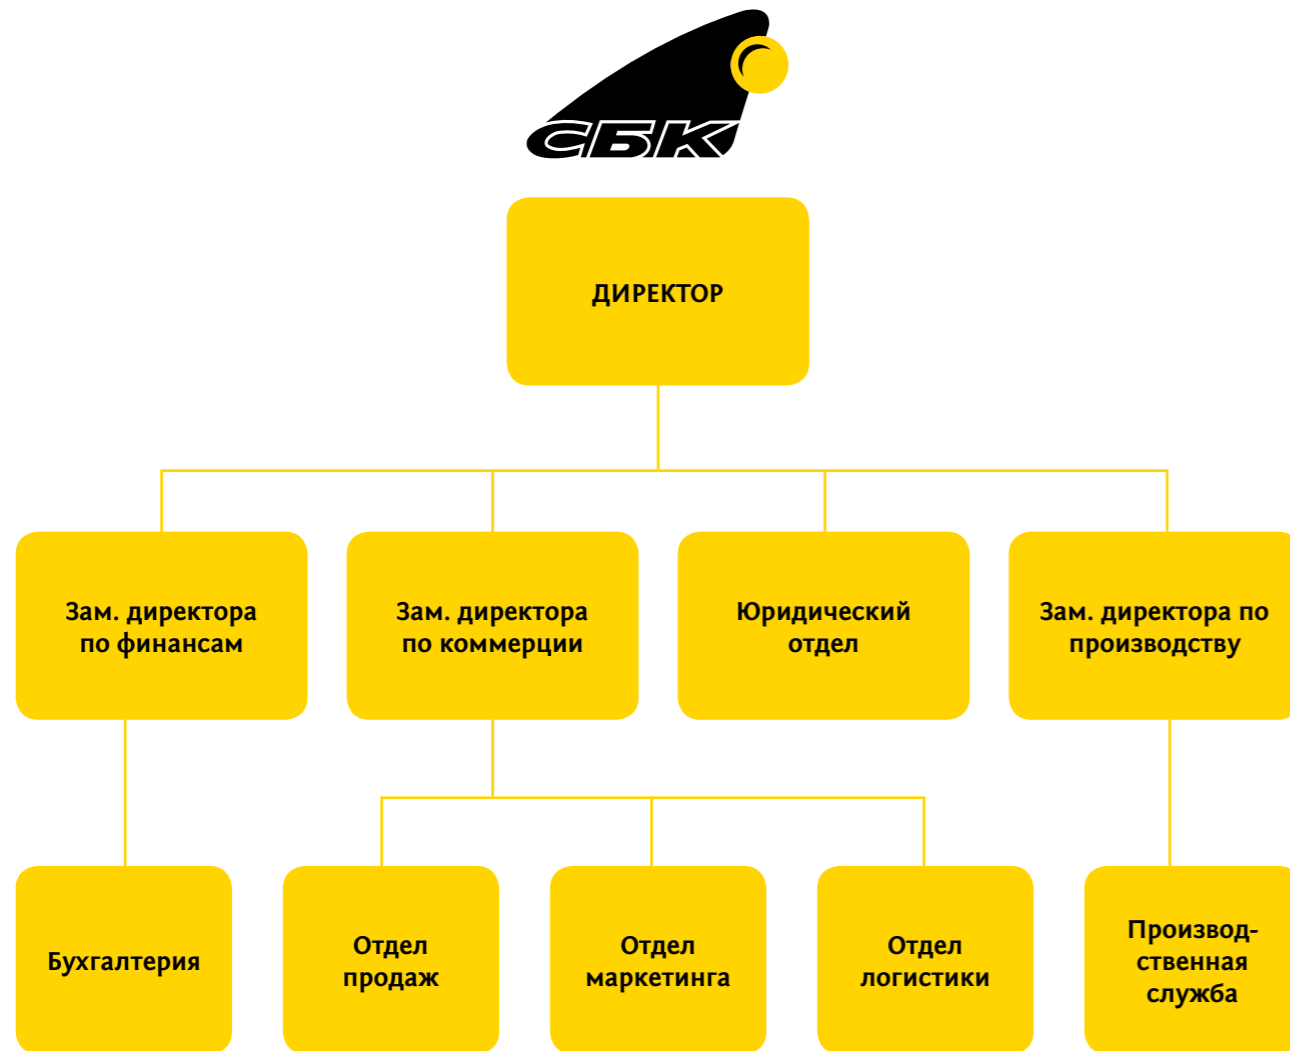 СБК
ДИРЕКТОР
Зам. директора
по финансам
Зам. директора
по коммерции
Юридический
отдел
Зам. директора по
производству
Бухгалтерия
Отдел
продаж
Отдел
маркетинга
Отдел
логистики
Производ-
ственная
служба